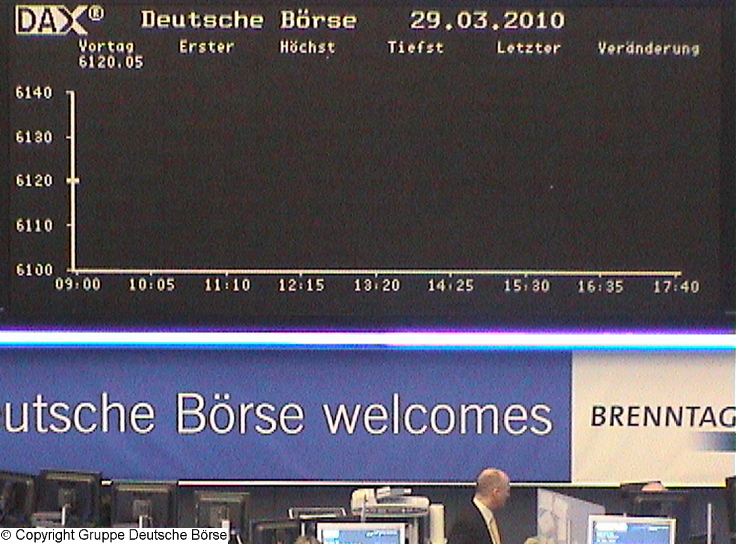 DAX® Deutsche Börse 29.03.2010
Vortag Erster Höchst Tiefst Letzter Veränderung
6120.05
6140
6130
6120
6110
6100
09:00 10:05 11:10 12:15 13:20 14:25 15:30 16:35 17:40
eutsche Börse welcomes BRENNTAG
© Copyright Gruppe Deutsche Börse